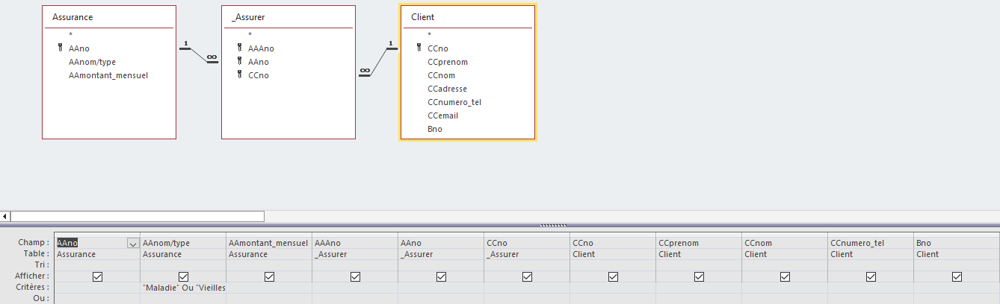 Assurance
*
AAno
AAnom/type
AAmontant_mensuel
1
∞
_Assurer
*
AAAno
AAno
CCno
∞
1
Client
*
CCno
CCprenom
CCnom
CCadresse
CCnumero_tel
CCemail
Bno
Champ : AAno AAnom/type AAmontant_mensuel AAAno AAno CCno CCno CCprenom CCnom CCnumero_tel Bno
Table : Assurance Assurance Assurance _Assurer _Assurer _Assurer Client Client Client Client Client
Tri :
Afficher :
Critères : "Maladie" Ou "Vieilles
Ou :